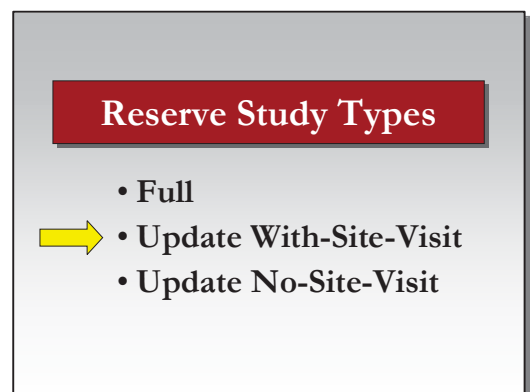 Reserve Study Types
• Full
• Update With-Site-Visit
• Update No-Site-Visit